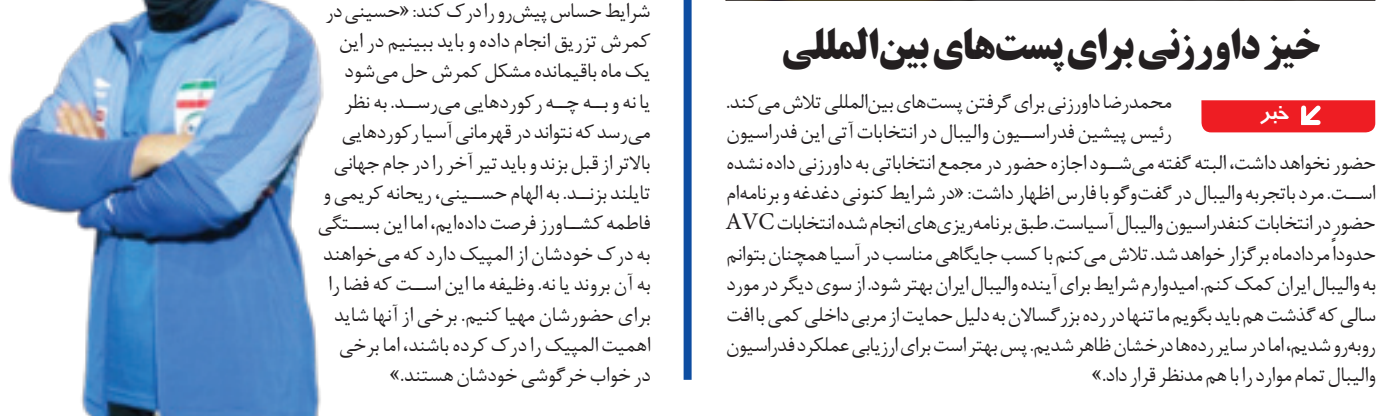 خیز داورزنی برای پست‌های بین‌المللی
خبر
محمدرضا داورزنی برای گرفتن پست‌های بین‌المللی تلاش می‌کند.
رئیس پیشین فدراسیون والیبال در انتخابات آتی این فدراسیون
حضور نخواهد داشت، البته گفته می‌شود اجازه حضور در مجمع انتخاباتی به داورزنی داده نشده
است. مرد باتجربه والیبال در گفت‌وگو با فارس اظهار داشت: «در شرایط کنونی دغدغه و برنامه‌ام
حضور در انتخابات کنفدراسیون والیبال آسیاست. طبق برنامه‌ریزی‌های انجام شده انتخابات AVC
حدوداً مردادماه برگزار خواهد شد. تلاش می‌کنم با کسب جایگاهی مناسب در آسیا همچنان بتوانم
به والیبال ایران کمک کنم. امیدوارم شرایط برای آینده والیبال ایران بهتر شود. از سوی دیگر در مورد
سالی که گذشت هم باید بگویم ما تنها در رده بزرگسالان به دلیل حمایت از مربی داخلی کمی با افت
روبه‌رو شدیم، اما در سایر رده‌ها درخشان ظاهر شدیم. پس بهتر است برای ارزیابی عملکرد فدراسیون
والیبال تمام موارد را با هم مدنظر قرار داد.»
شرایط حساس پیش‌رو را درک کند: «حسینی در
کمرش تزریق انجام داده و باید ببینیم در این
یک ماه باقیمانده مشکل کمرش حل می‌شود
یا نه و به چه رکوردهایی می‌رسد. به نظر
می‌رسد که نتواند در قهرمانی آسیا رکوردهایی
بالاتر از قبل بزند و باید تیر آخر را در جام جهانی
تایلند بزند. به الهام حسینی، ریحانه کریمی و
فاطمه کشاورز فرصت داده‌ایم، اما این بستگی
به درک خودشان از المپیک دارد که می‌خواهند
به آن بروند یا نه. وظیفه ما این است که فضا را
برای حضورشان مهیا کنیم. برخی از آنها شاید
اهمیت المپیک را درک کرده باشند، اما برخی
در خواب خرگوشی خودشان هستند.»